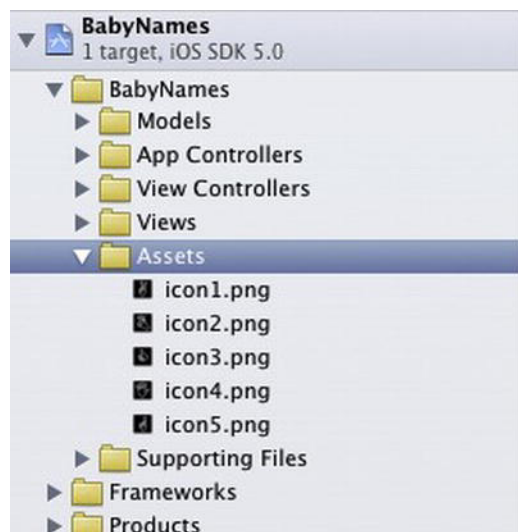 BabyNames
1 target, iOS SDK 5.0
BabyNames
Models
App Controllers
View Controllers
Views
Assets
icon1.png
icon2.png
icon3.png
icon4.png
icon5.png
Supporting Files
Frameworks
Products